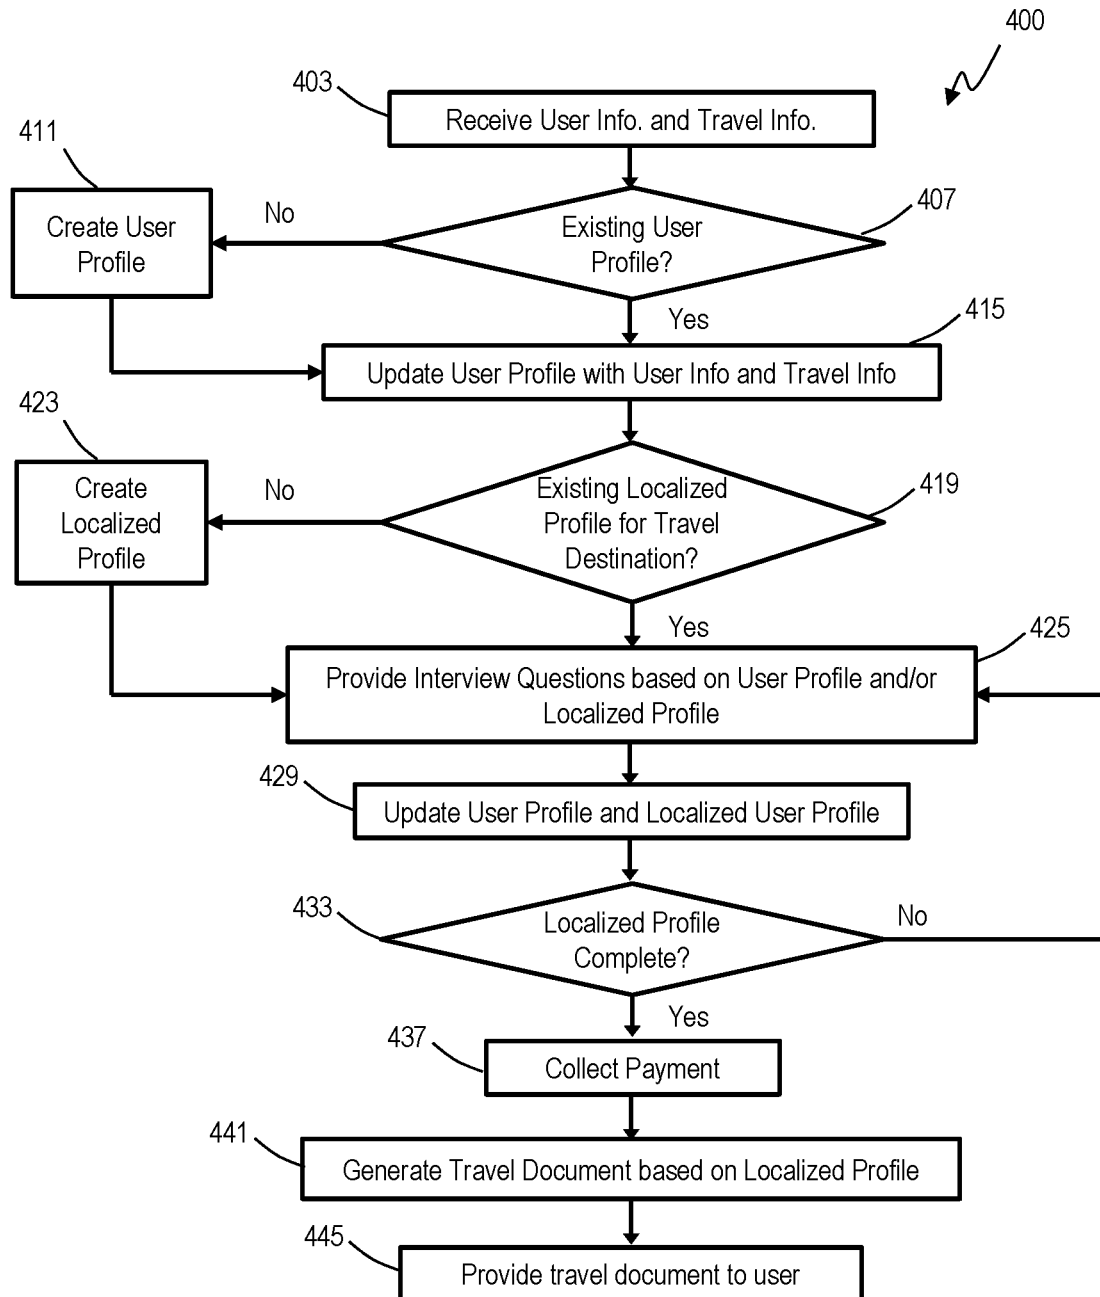 400
403
Receive User Info. and Travel Info.
411
Create User
Profile
No
Existing User
Profile?
407
Yes
415
Update User Profile with User Info and Travel Info
423
Create
Localized
Profile
No
Existing Localized
Profile for Travel
Destination?
419
Yes
425
Provide Interview Questions based on User Profile and/or
Localized Profile
429
Update User Profile and Localized User Profile
433
Localized Profile
Complete?
No
Yes
437
Collect Payment
441
Generate Travel Document based on Localized Profile
445
Provide travel document to user